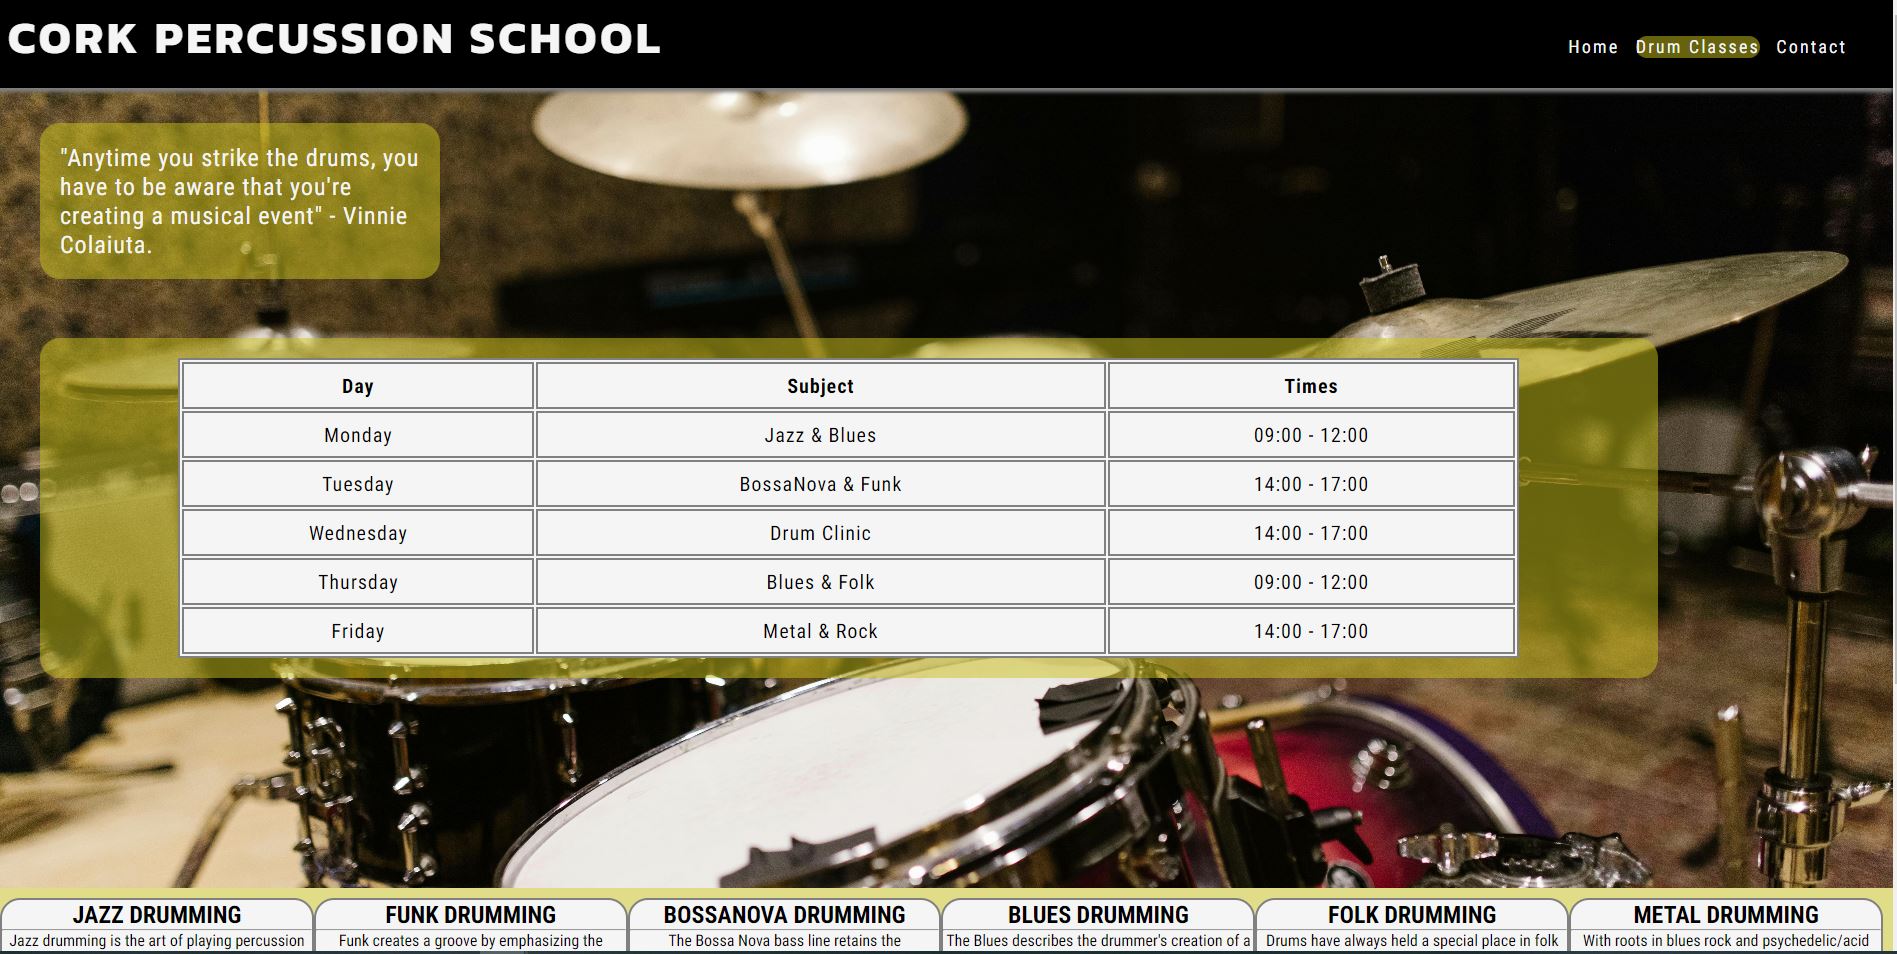 CORK PERCUSSION SCHOOL
Home Drum Classes Contact
"Anytime you strike the drums, you
have to be aware that you're
creating a musical event" - Vinnie
Colaiuta.
Day Subject Times
Monday Jazz & Blues 09:00 - 12:00
Tuesday BossaNova & Funk 14:00 - 17:00
Wednesday Drum Clinic 14:00 - 17:00
Thursday Blues & Folk 09:00 - 12:00
Friday Metal & Rock 14:00 - 17:00
JAZZ DRUMMING FUNK DRUMMING BOSSANOVA DRUMMING BLUES DRUMMING FOLK DRUMMING METAL DRUMMING
Jazz drumming is the art of playing percussion Funk creates a groove by emphasizing the The Bossa Nova bass line retains the The Blues describes the drummer's creation of a Drums have always held a special place in folk With roots in blues rock and psychedelic/acid